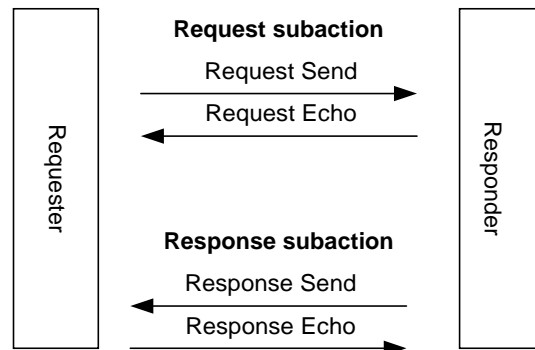 Request subaction
Request Send
Request Echo
Requester
Responder
Response subaction
Response Send
Response Echo